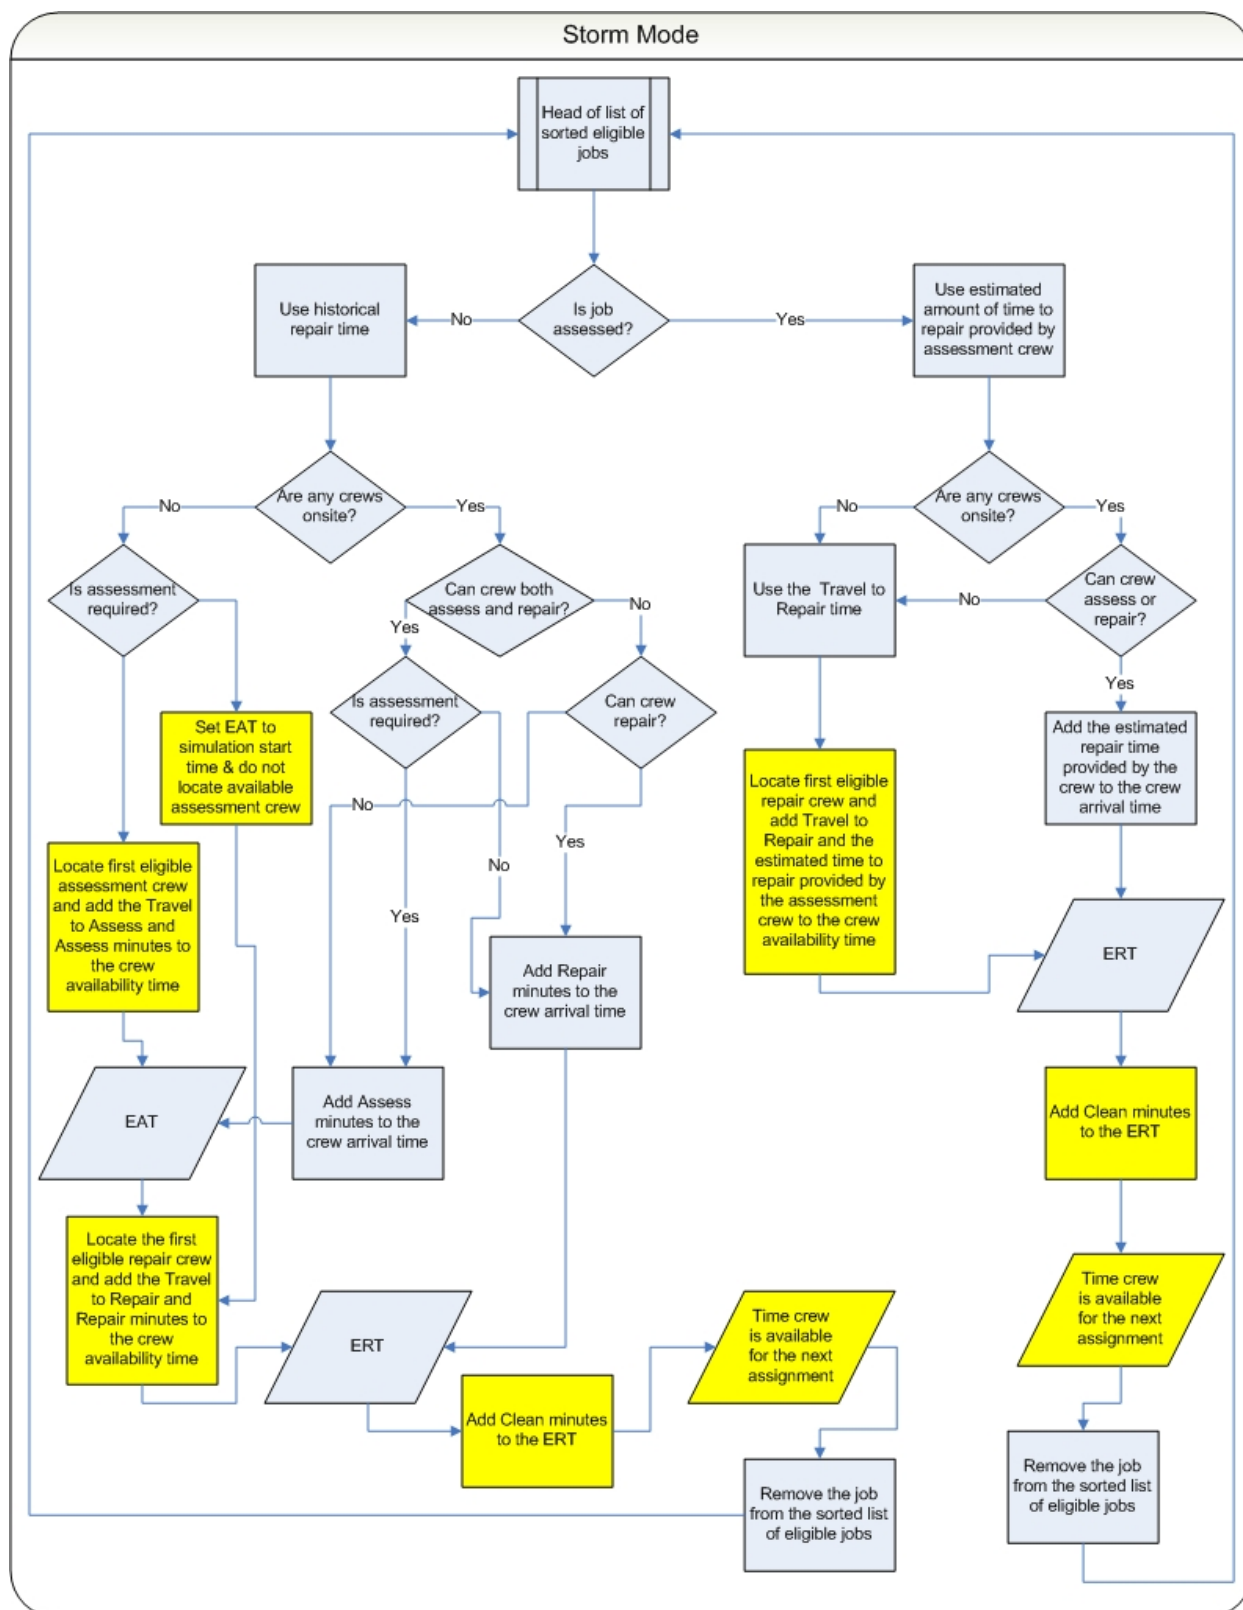 Storm Mode
Head of list of
sorted eligible
jobs
Use historical
repair time
No
Is job
assessed?
Yes
Use estimated
amount of time to
repair provided by
assessment crew
No
Are any crews
onsite?
Yes
No
Are any crews
onsite?
Yes
Is assessment
required?
Can crew both
assess and repair?
No
Yes
Use the  Travel to
Repair time
No
Can crew
assess or
repair?
Yes
Set EAT to
simulation start
time & do not
locate available
assessment crew
Is assessment
required?
Can crew
repair?
No
Yes
No
Yes
Locate first eligible
repair crew and
add Travel to
Repair and the
estimated time to
repair provided by
the assessment
crew to the crew
availability time
Add the estimated
repair time
provided by the
crew to the crew
arrival time
Locate first eligible
assessment crew
and add the Travel
to Assess and
Assess minutes to
the crew
availability time
Add Repair
minutes to the
crew arrival time
ERT
EAT
Add Assess
minutes to the
crew arrival time
Add Clean minutes
to the ERT
Locate the first
eligible repair crew
and add the Travel
to Repair and
Repair minutes to
the crew
availability time
ERT
Add Clean minutes
to the ERT
Time crew
is available
for the next
assignment
Time crew
is available
for the next
assignment
Remove the job
from the sorted list
of eligible jobs
Remove the job
from the sorted list
of eligible jobs